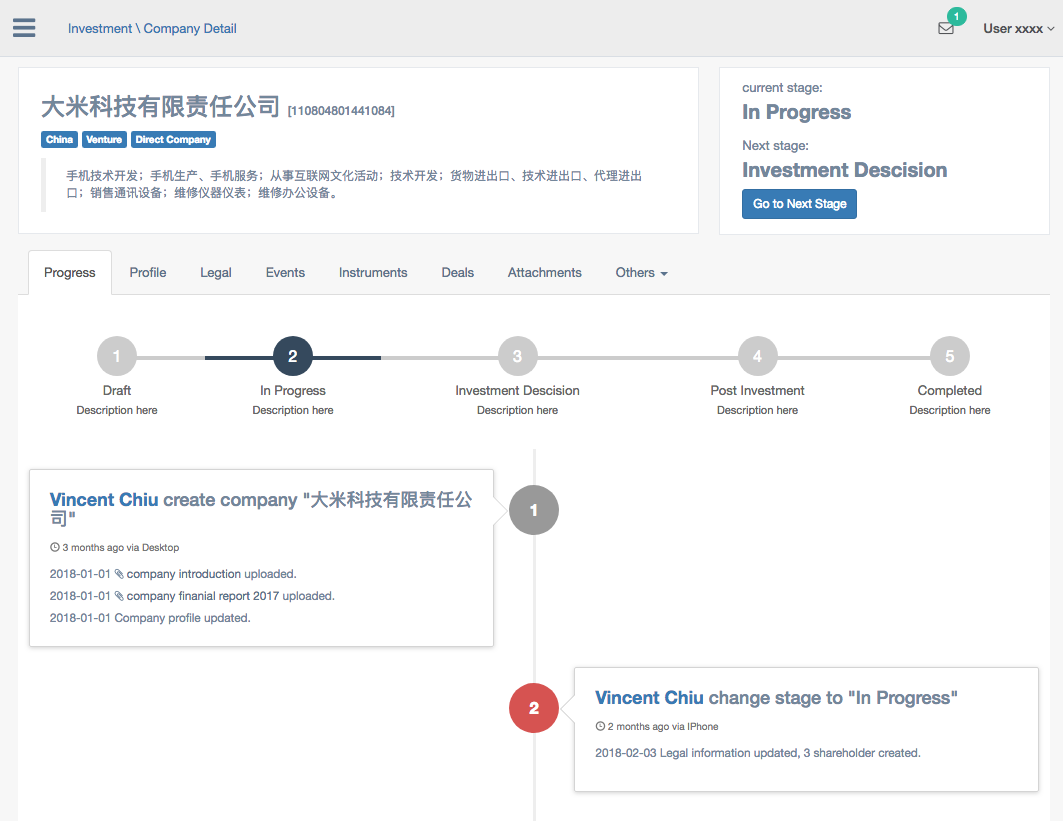 Investment \ Company Detail
1
User xxxx
大米科技有限责任公司 [110804801441084]
China Venture Direct Company
手机技术开发；手机生产、手机服务；从事互联网文化活动；技术开发；货物进出口、技术进出口、代理进出
口；销售通讯设备；维修仪器仪表；维修办公设备。
current stage:
In Progress
Next stage:
Investment Descision
Go to Next Stage
Progress Profile Legal Events Instruments Deals Attachments Others
1 2 3 4 5
Draft In Progress Investment Descision Post Investment Completed
Description here Description here Description here Description here Description here
Vincent Chiu create company "大米科技有限责任公
司"
3 months ago via Desktop
2018-01-01 company introduction uploaded.
2018-01-01 company finanial report 2017 uploaded.
2018-01-01 Company profile updated.
1
2
Vincent Chiu change stage to "In Progress"
2 months ago via IPhone
2018-02-03 Legal information updated, 3 shareholder created.